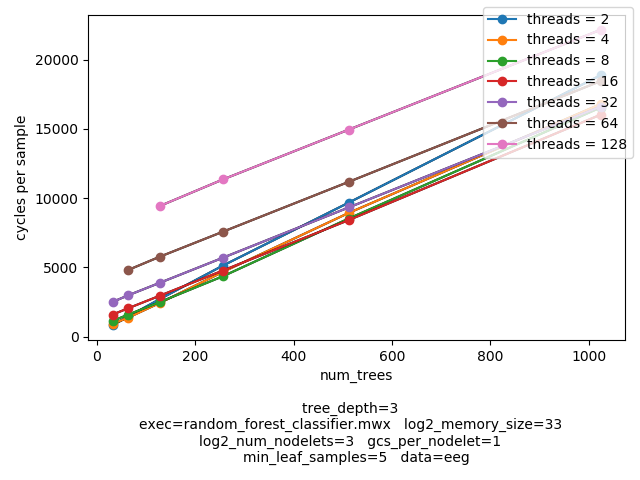 threads = 2
threads = 4
threads = 8
threads = 16
threads = 32
threads = 64
threads = 128
cycles per sample
20000
15000
10000
5000
0
0 200 400 600 800 1000
num_trees
tree_depth=3
exec=random_forest_classifier.mwx log2_memory_size=33
log2_num_nodelets=3 gcs_per_nodelet=1
min_leaf_samples=5 data=eeg